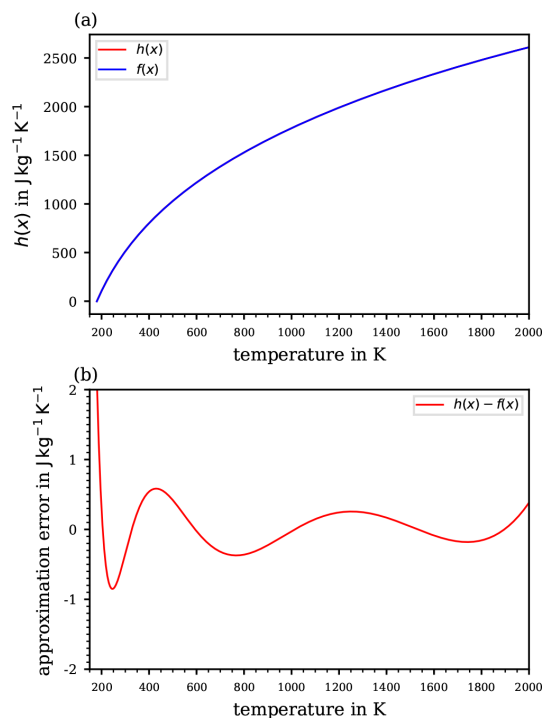 (a)
h(x)
f(x)
2500
2000
1500
1000
500
0
h(x) in J kg⁻¹ K⁻¹
200 400 600 800 1000 1200 1400 1600 1800 2000
temperature in K
(b)
h(x) − f(x)
2
1
0
-1
-2
approximation error in J kg⁻¹ K⁻¹
200 400 600 800 1000 1200 1400 1600 1800 2000
temperature in K